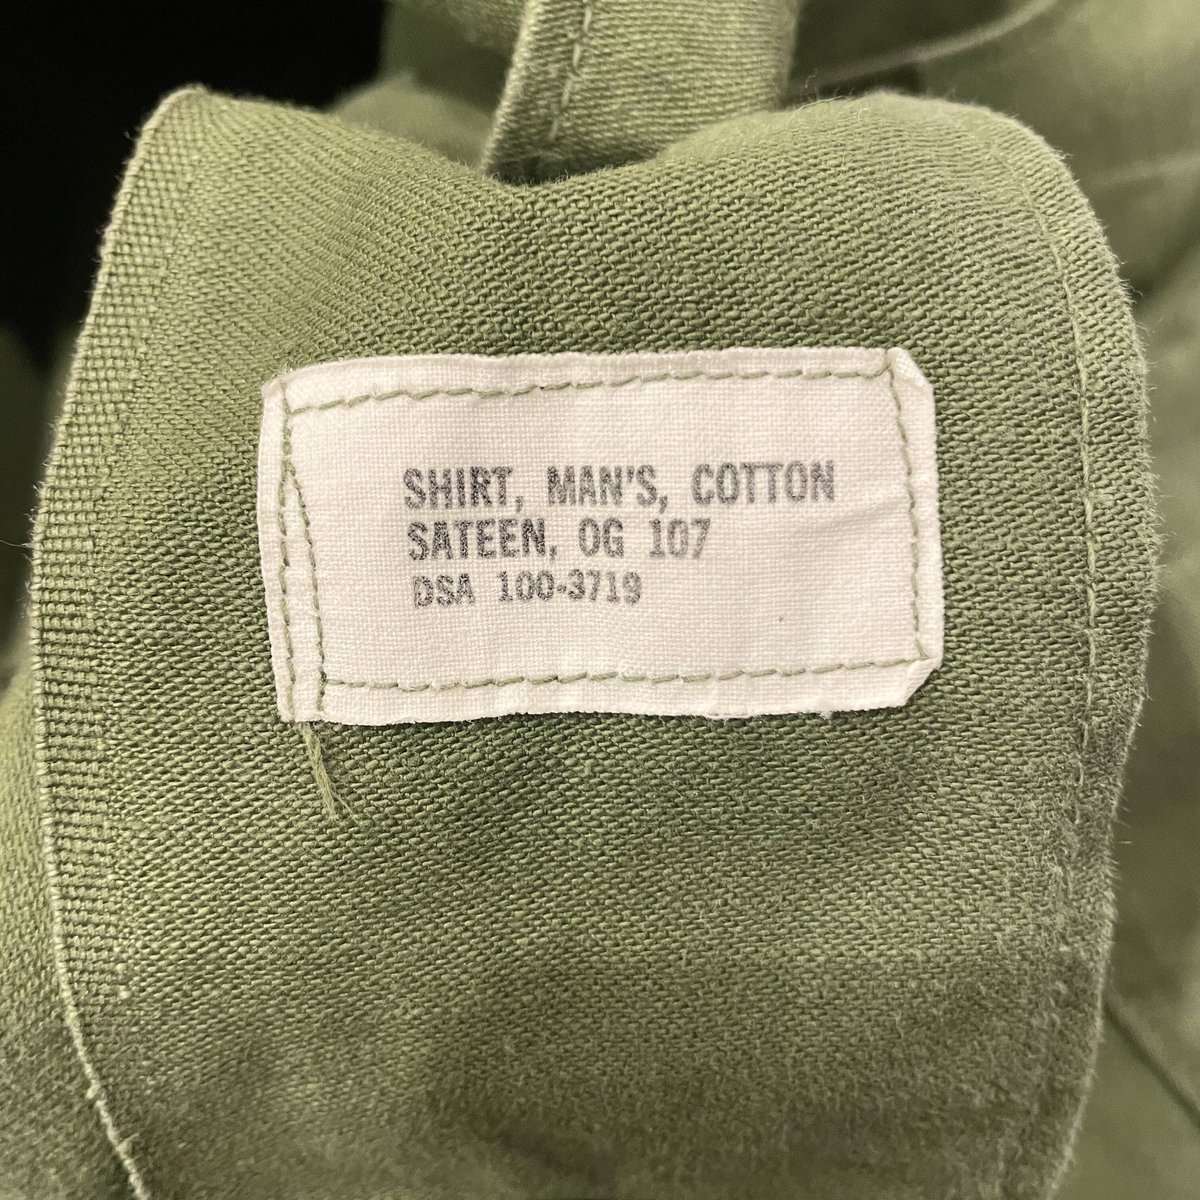 SHIRT, MAN'S, COTTON
SATEEN, OG 107
DSA 100-3719